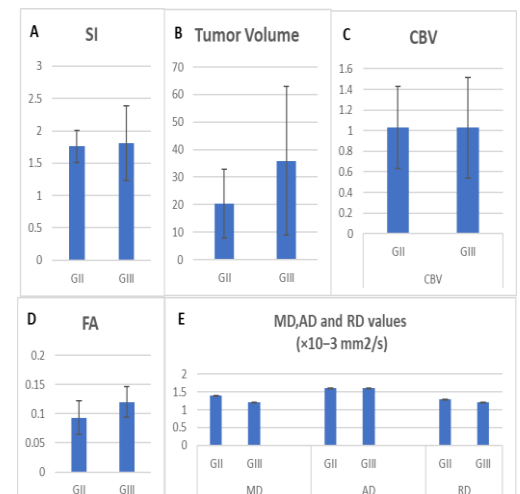 A
SI
3
2.5
2
1.5
1
0.5
0
GII GIII
B
Tumor Volume
70
60
50
40
30
20
10
0
GII GIII
C
CBV
1.6
1.4
1.2
1
0.8
0.6
0.4
0.2
0
GII GIII
CBV
D
FA
0.2
0.15
0.1
0.05
0
GII GIII
E
MD,AD and RD values
(×10−3 mm2/s)
2
1.5
1
0.5
0
GII GIII GII GIII GII GIII
MD AD RD